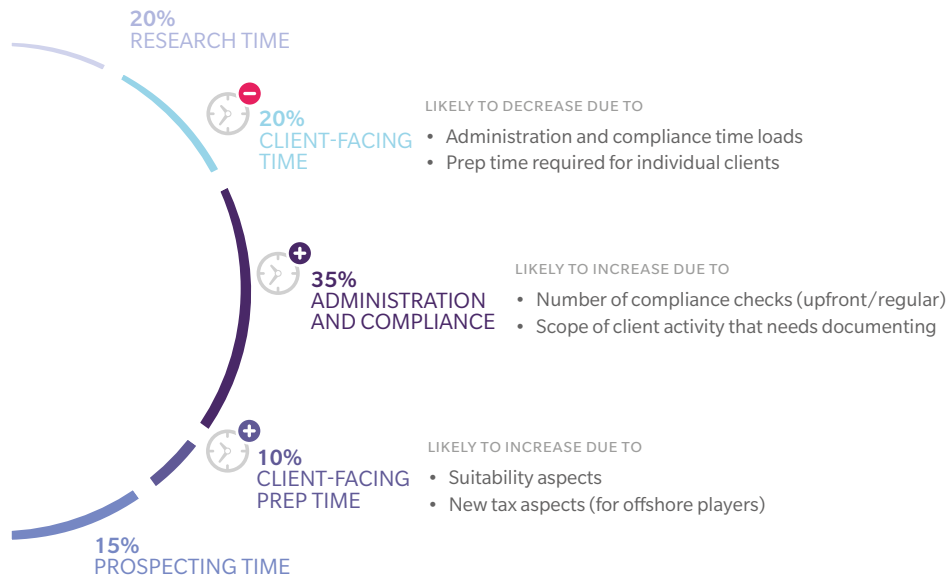 20%
RESEARCH TIME
20%
CLIENT-FACING
TIME
LIKELY TO DECREASE DUE TO
• Administration and compliance time loads
• Prep time required for individual clients
35%
ADMINISTRATION
AND COMPLIANCE
LIKELY TO INCREASE DUE TO
• Number of compliance checks (upfront/regular)
• Scope of client activity that needs documenting
10%
CLIENT-FACING
PREP TIME
LIKELY TO INCREASE DUE TO
• Suitability aspects
• New tax aspects (for offshore players)
15%
PROSPECTING TIME